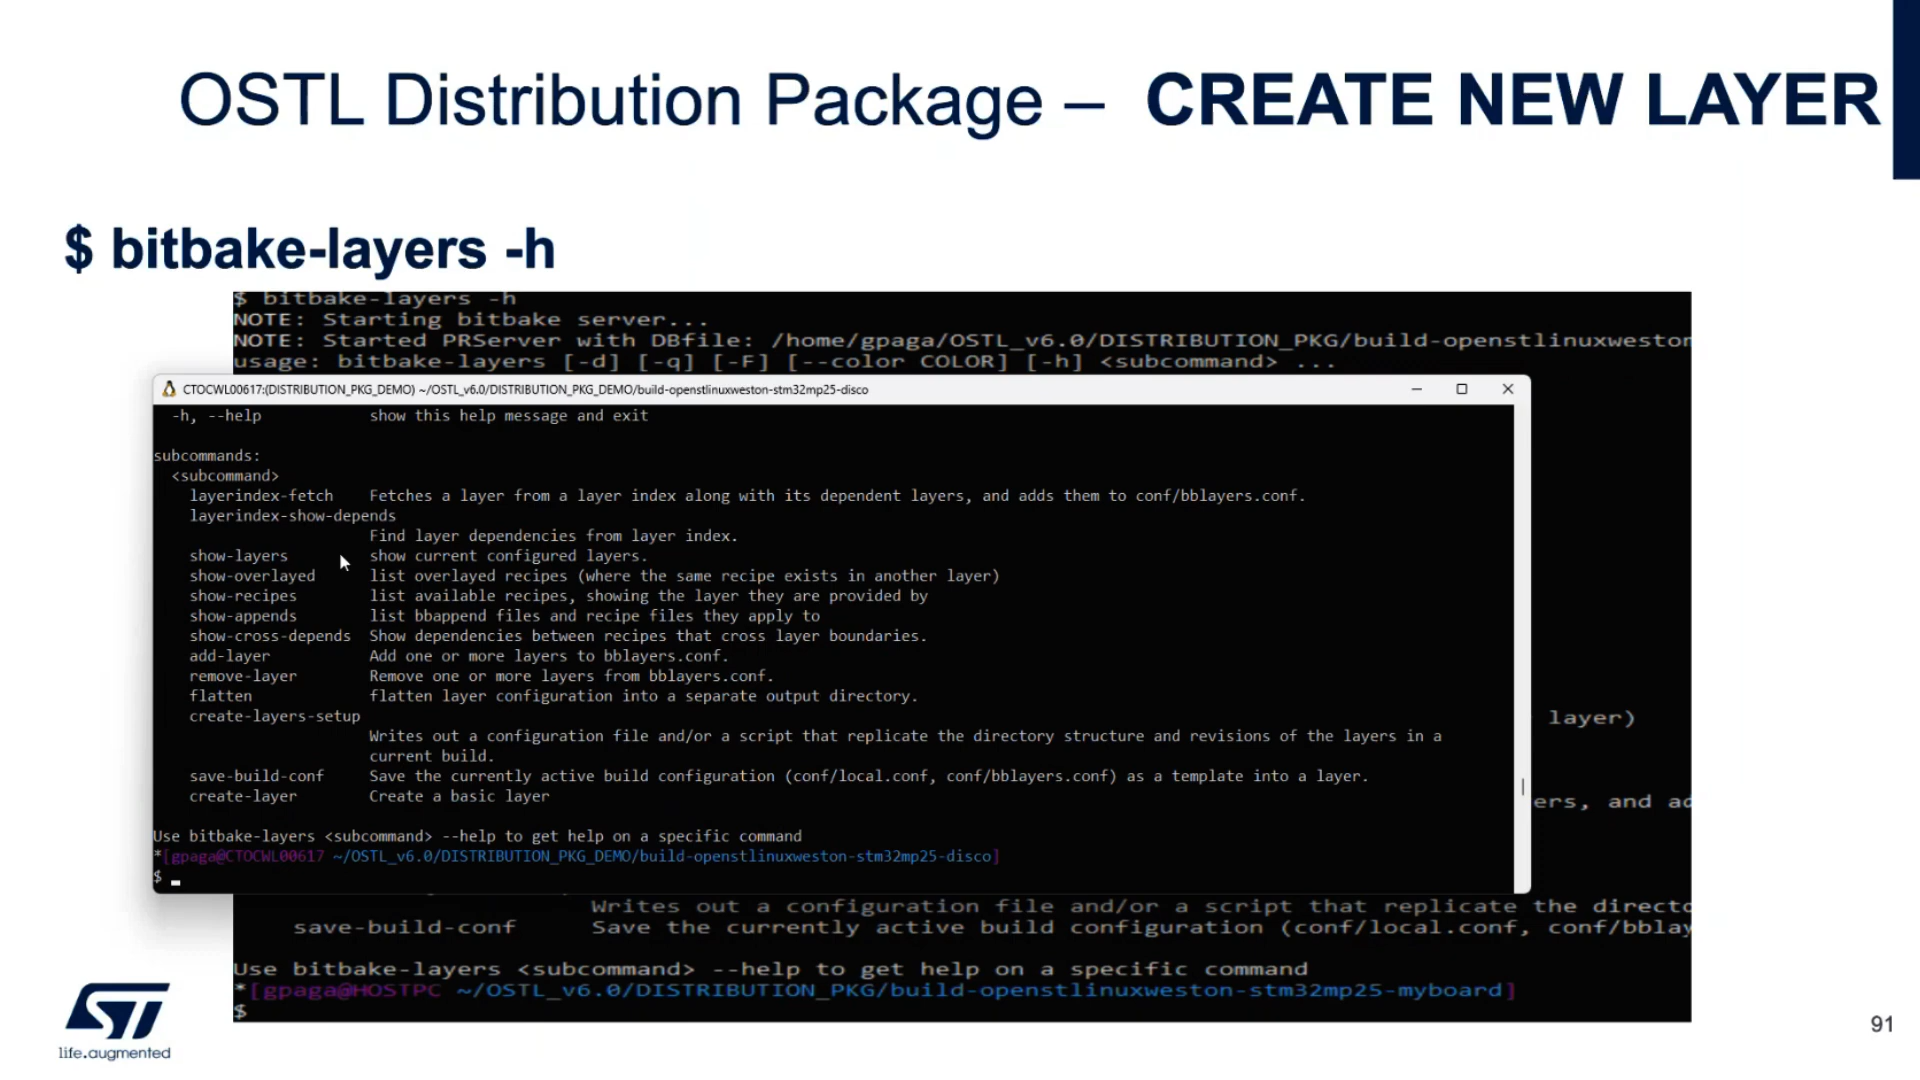 OSTL Distribution Package – CREATE NEW LAYER
$ bitbake-layers -h
$ bitbake-layers -h
NOTE: Starting bitbake server...
NOTE: Started PRServer with DBfile: /home/gpaga/OSTL_v6.0/DISTRIBUTION_PKG/build-openstlinuxweston
usage: bitbake-layers [-d] [-q] [-F] [--color COLOR] [-h] <subcommand> ...
CTOCWL00617:(DISTRIBUTION_PKG_DEMO) ~/OSTL_v6.0/DISTRIBUTION_PKG_DEMO/build-openstlinuxweston-stm32mp25-disco
-h, --help show this help message and exit
subcommands:
<subcommand>
layerindex-fetch Fetches a layer from a layer index along with its dependent layers, and adds them to conf/bblayers.conf.
layerindex-show-depends
Find layer dependencies from layer index.
show-layers show current configured layers.
show-overlayed list overlayed recipes (where the same recipe exists in another layer)
show-recipes list available recipes, showing the layer they are provided by
show-appends list bbappend files and recipe files they apply to
show-cross-depends Show dependencies between recipes that cross layer boundaries.
add-layer Add one or more layers to bblayers.conf.
remove-layer Remove one or more layers from bblayers.conf.
flatten flatten layer configuration into a separate output directory.
create-layers-setup
layer)
Writes out a configuration file and/or a script that replicate the directory structure and revisions of the layers in a
current build.
save-build-conf Save the currently active build configuration (conf/local.conf, conf/bblayers.conf) as a template into a layer.
create-layer Create a basic layer
ers, and ad
Use bitbake-layers <subcommand> --help to get help on a specific command
*[gpaga@CTOCWL00617 ~/OSTL_v6.0/DISTRIBUTION_PKG_DEMO/build-openstlinuxweston-stm32mp25-disco]
$
Writes out a configuration file and/or a script that replicate the directo
save-build-conf Save the currently active build configuration (conf/local.conf, conf/bblay
Use bitbake-layers <subcommand> --help to get help on a specific command
*[gpaga@HOSTPC ~/OSTL_v6.0/DISTRIBUTION_PKG/build-openstlinuxweston-stm32mp25-myboard]
$
ST
life.augmented
91